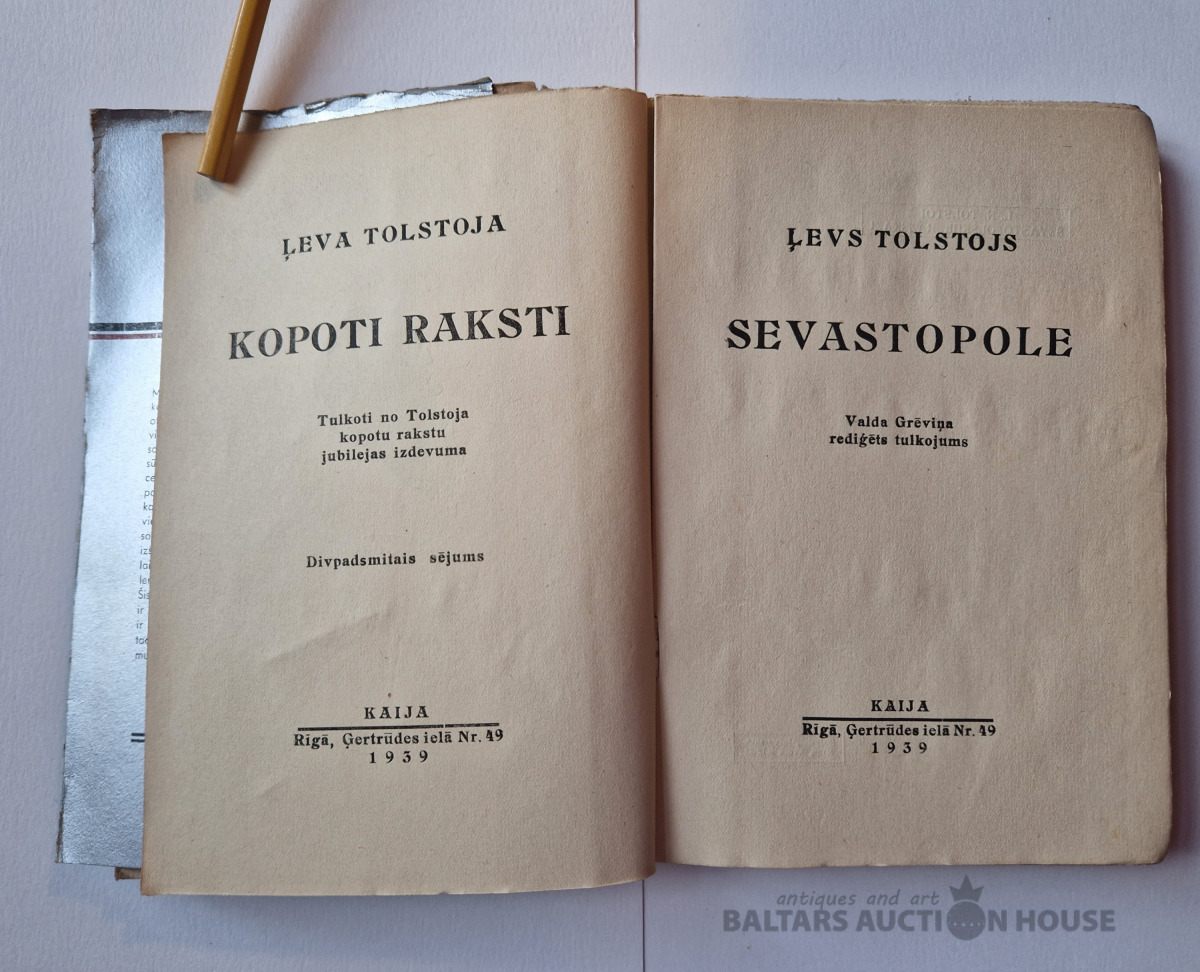 ĻEVA TOLSTOJA
KOPOTI RAKSTI
Tulkoti no Tolstoja
kopotu rakstu
jubilejas izdevuma
Divpadsmitais sējums
KAIJA
Rīgā, Ģertrūdes ielā Nr. 49
1939
ĻEVS TOLSTOJS
SEVASTOPOLE
Valda Grēviņa
rediģēts tulkojums
KAIJA
Rīgā, Ģertrūdes ielā Nr. 49
1939
antiques and art
BALTARS AUCTION HOUSE